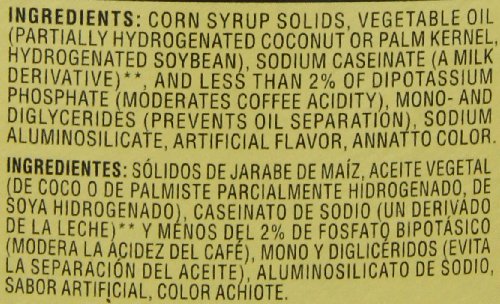 INGREDIENTS: CORN SYRUP SOLIDS, VEGETABLE OIL
(PARTIALLY HYDROGENATED COCONUT OR PALM KERNEL,
HYDROGENATED SOYBEAN), SODIUM CASEINATE (A MILK
DERIVATIVE)**, AND LESS THAN 2% OF DIPOTASSIUM
PHOSPHATE (MODERATES COFFEE ACIDITY), MONO- AND
DIGLYCERIDES (PREVENTS OIL SEPARATION), SODIUM
ALUMINOSILICATE, ARTIFICIAL FLAVOR, ANNATTO COLOR.
INGREDIENTES: SÓLIDOS DE JARABE DE MAÍZ, ACEITE VEGETAL
(DE COCO O DE PALMISTE PARCIALMENTE HIDROGENADO, DE
SOYA HIDROGENADO), CASEINATO DE SODIO (UN DERIVADO
DE LA LECHE)** Y MENOS DEL 2% DE FOSFATO BIPOTÁSICO
(MODERA LA ACIDEZ DEL CAFÉ), MONO Y DIGLICÉRIDOS (EVITA
LA SEPARACIÓN DEL ACEITE), ALUMINOSILICATO DE SODIO,
SABOR ARTIFICIAL, COLOR ACHIOTE.